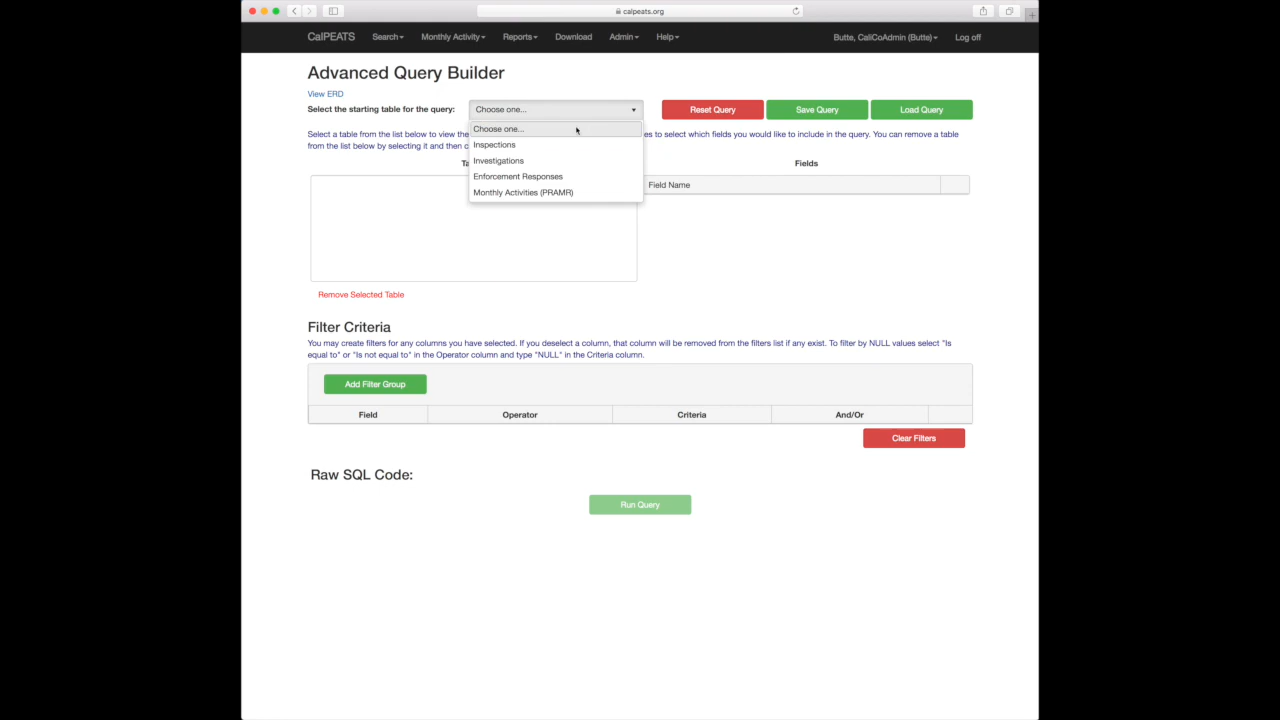 calpeats.org
CalPEATS Search Monthly Activity Reports Download Admin Help Butte, CaliCoAdmin (Butte) Log off
Advanced Query Builder
View ERD
Select the starting table for the query: Choose one... Reset Query Save Query Load Query
Choose one...
Inspections
Investigations
Enforcement Responses
Monthly Activities (PRAMR)
Select a table from the list below to view the es to select which fields you would like to include in the query. You can remove a table
from the list below by selecting it and then c
Fields
Field Name
Remove Selected Table
Filter Criteria
You may create filters for any columns you have selected. If you deselect a column, that column will be removed from the filters list if any exist. To filter by NULL values select "Is
equal to" or "Is not equal to" in the Operator column and type "NULL" in the Criteria column.
Add Filter Group
Field Operator Criteria And/Or
Clear Filters
Raw SQL Code:
Run Query